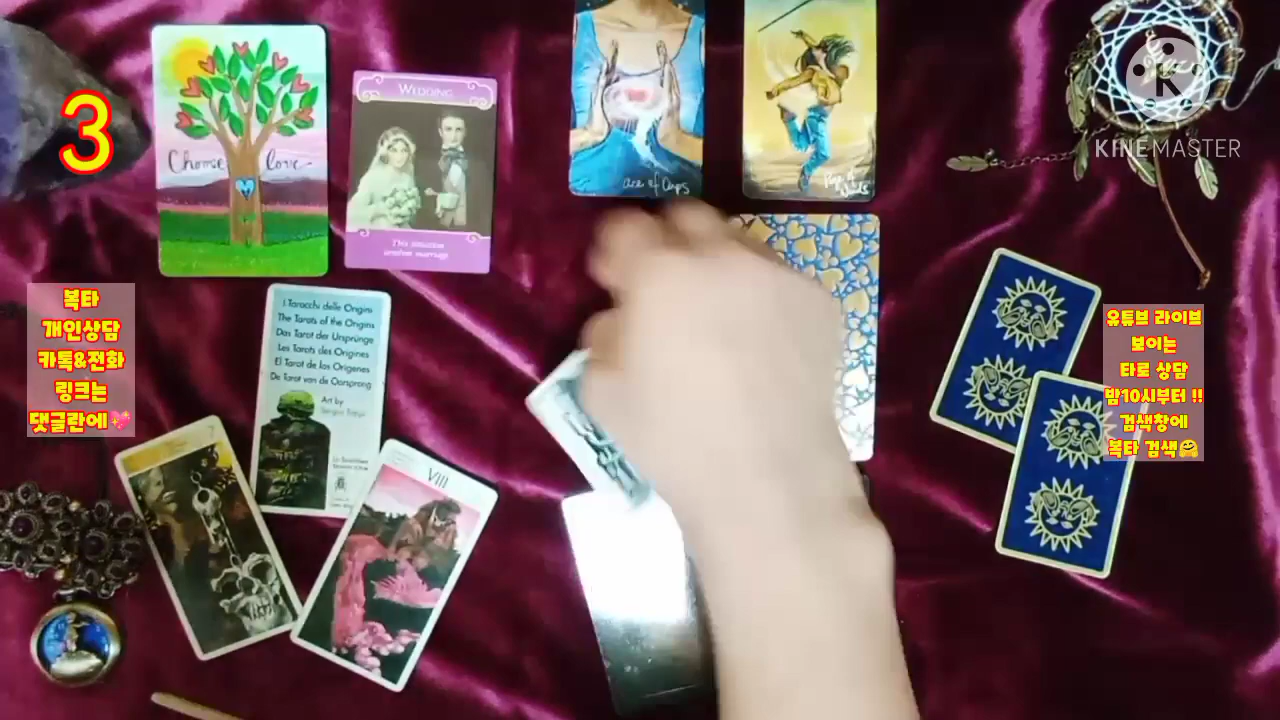 3
Choose love
WEDDING
This situation
involves marriage
ace of Cups
Page of
Wands
K
KINEMASTER
복타
개인상담
카톡&전화
링크는
댓글란에💖
I Tarocchi delle Origini
The Tarots of the Origins
Das Tarot der Ursprünge
Les Tarots des Origines
El Tarot de los Orígenes
De Tarot van de Oorsprong
Art by
Sergio Toppi
VIII
유튜브 라이브
보이는
타로 상담
밤10시부터 !!
검색창에
복타 검색🤗